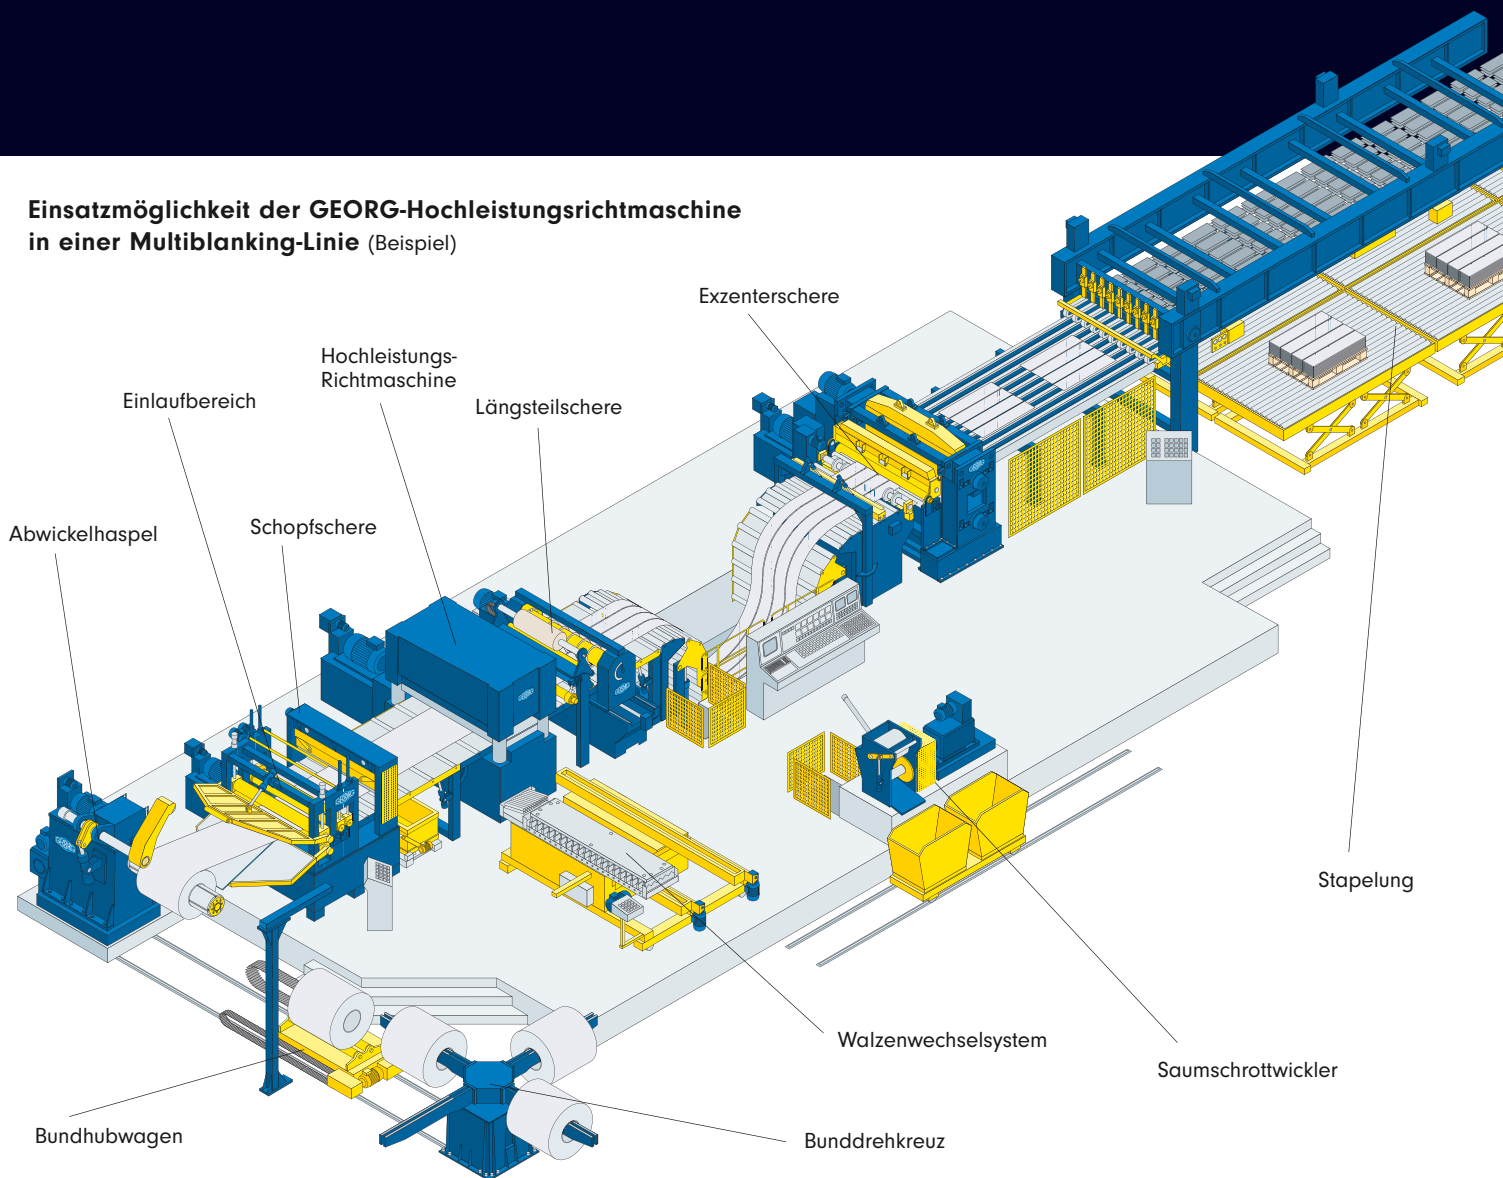 Einsatzmöglichkeit der GEORG-Hochleistungsrichtmaschine
in einer Multiblanking-Linie (Beispiel)
Exzenterschere
Hochleistungs-
Richtmaschine
Einlaufbereich
Längsteilschere
Abwickelhaspel
Schopfschere
Stapelung
Walzenwechselsystem
Saumschrottwickler
Bundhubwagen
Bunddrehkreuz